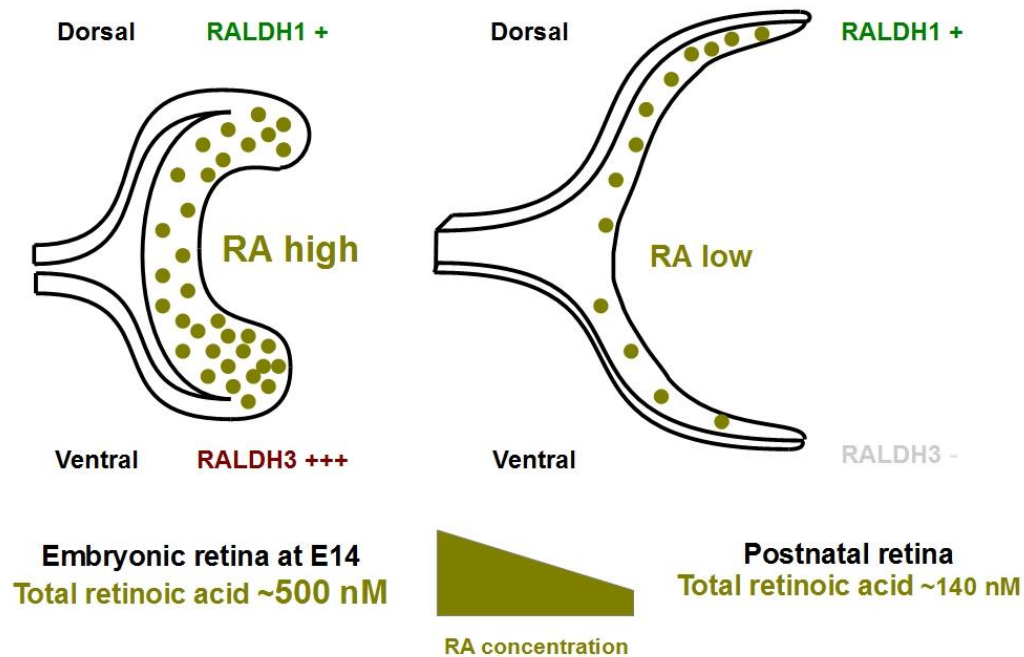 Dorsal
RALDH1 +
Dorsal
RALDH1 +
RA high
RA low
Ventral
RALDH3 +++
Ventral
RALDH3 -
Embryonic retina at E14
Total retinoic acid ~500 nM
Postnatal retina
Total retinoic acid ~140 nM
RA concentration